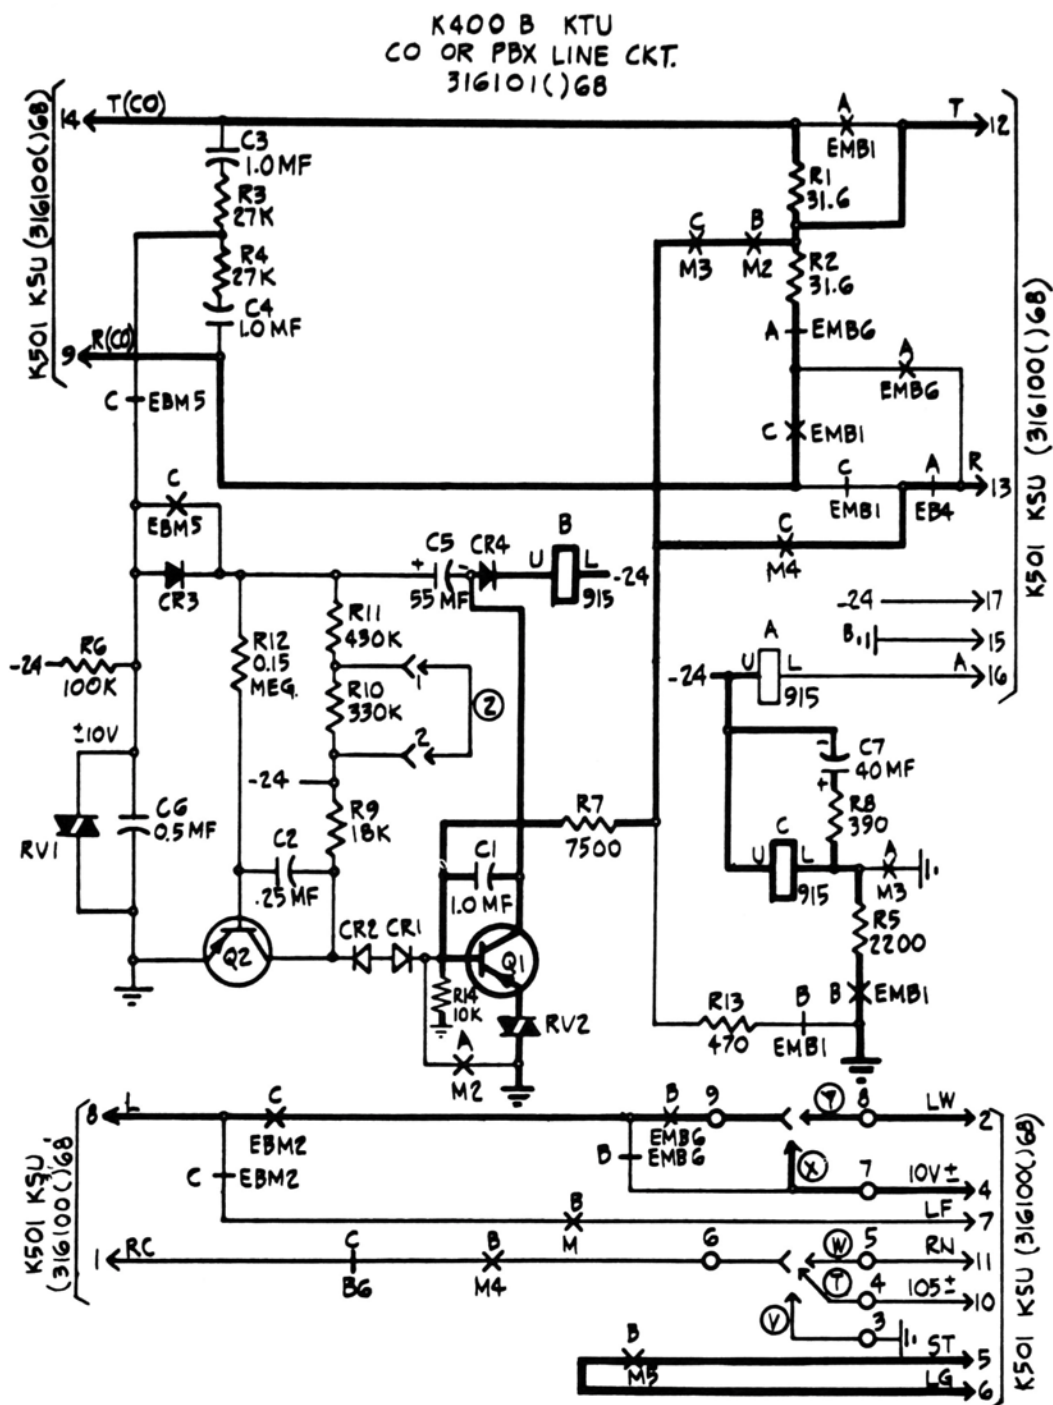 K400 B KTU
CO OR PBX LINE CKT.
316101()68
K501 KSU (316100()68)
14
T(CO)
C3
1.0MF
R3
27K
R4
27K
C4
1.0MF
9
R(CO)
A
EMB1
T
12
R1
31.6
C
M3
B
M2
R2
31.6
A
EMB6
A
EMB6
C
EMB1
C
EMB1
A
EB4
R
13
C
M4
K501 KSU (316100()68)
C
EBM5
C
EBM5
CR3
+
C5
-
55 MF
CR4
B
U
L
915
-24
-24
17
B
15
A
16
-24
U
A
L
915
R6
-24
100K
R12
0.15
MEG.
R11
430K
1
R10
330K
2
2
-24
R9
18K
±10V
RV1
C6
0.5MF
C2
.25MF
Q2
CR2
CR1
C1
1.0MF
R7
7500
Q1
R14
10K
RV2
A
M2
-
C7
40MF
+
R8
390
U
C
L
915
A
M3
R5
2200
B
EMB1
R13
470
B
EMB1
K501 KSU
(316100()68)
8
L
C
EBM2
C
EBM2
B
EMB6
B
EMB6
9
Y
8
LW
2
X
7
10V±
4
B
M
LF
7
1
RC
C
B6
B
M4
6
W
5
RN
11
T
4
105±
10
V
3
B
M5
ST
5
LG
6
K501 KSU (316100()68)